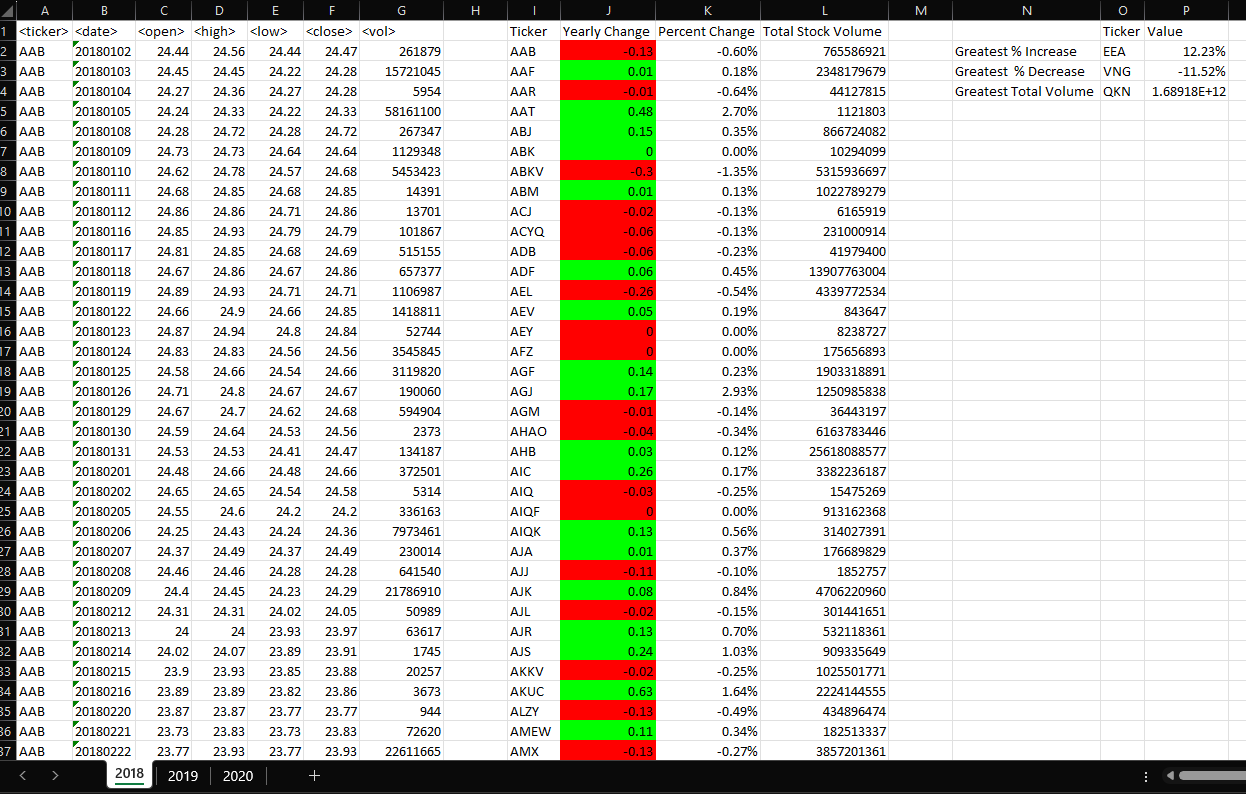 A B C D E F G H I J K L M N O P
1 <ticker> <date> <open> <high> <low> <close> <vol> Ticker Yearly Change Percent Change Total Stock Volume Ticker Value
2 AAB 20180102 24.44 24.56 24.44 24.47 261879 AAB -0.13 -0.60% 765586921 Greatest % Increase EEA 12.23%
3 AAB 20180103 24.45 24.45 24.22 24.28 15721045 AAF 0.01 0.18% 2348179679 Greatest % Decrease VNG -11.52%
4 AAB 20180104 24.27 24.36 24.27 24.28 5954 AAR -0.01 -0.64% 44127815 Greatest Total Volume QKN 1.68918E+12
5 AAB 20180105 24.24 24.33 24.22 24.33 58161100 AAT 0.48 2.70% 1121803
6 AAB 20180108 24.28 24.72 24.28 24.72 267347 ABJ 0.15 0.35% 866724082
7 AAB 20180109 24.73 24.73 24.64 24.64 1129348 ABK 0 0.00% 10294099
8 AAB 20180110 24.62 24.78 24.57 24.68 5453423 ABKV -0.3 -1.35% 5315936697
9 AAB 20180111 24.68 24.85 24.68 24.85 14391 ABM 0.01 0.13% 1022789279
10 AAB 20180112 24.86 24.86 24.71 24.86 13701 ACJ -0.02 -0.13% 6165919
11 AAB 20180116 24.85 24.93 24.79 24.79 101867 ACYQ -0.06 -0.13% 231000914
12 AAB 20180117 24.81 24.85 24.68 24.69 515155 ADB -0.06 -0.23% 41979400
13 AAB 20180118 24.67 24.86 24.67 24.86 657377 ADF 0.06 0.45% 13907763004
14 AAB 20180119 24.89 24.93 24.71 24.71 1106987 AEL -0.26 -0.54% 4339772534
15 AAB 20180122 24.66 24.9 24.66 24.85 1418811 AEV 0.05 0.19% 843647
16 AAB 20180123 24.87 24.94 24.8 24.84 52744 AEY 0 0.00% 8238727
17 AAB 20180124 24.83 24.83 24.56 24.56 3545845 AFZ 0 0.00% 175656893
18 AAB 20180125 24.58 24.66 24.54 24.66 3119820 AGF 0.14 0.23% 1903318891
19 AAB 20180126 24.71 24.8 24.67 24.67 190060 AGJ 0.17 2.93% 1250985838
20 AAB 20180129 24.67 24.7 24.62 24.68 594904 AGM -0.01 -0.14% 36443197
21 AAB 20180130 24.59 24.64 24.53 24.56 2373 AHAO -0.04 -0.34% 6163783446
22 AAB 20180131 24.53 24.53 24.41 24.47 134187 AHB 0.03 0.12% 25618088577
23 AAB 20180201 24.48 24.66 24.48 24.66 372501 AIC 0.26 0.17% 3382236187
24 AAB 20180202 24.65 24.65 24.54 24.58 5314 AIQ -0.03 -0.25% 15475269
25 AAB 20180205 24.55 24.6 24.2 24.2 336163 AIQF 0 0.00% 913162368
26 AAB 20180206 24.25 24.43 24.24 24.36 7973461 AIQK 0.13 0.56% 314027391
27 AAB 20180207 24.37 24.49 24.37 24.49 230014 AJA 0.01 0.37% 176689829
28 AAB 20180208 24.46 24.46 24.28 24.28 641540 AJJ -0.11 -0.10% 1852757
29 AAB 20180209 24.4 24.45 24.23 24.29 21786910 AJK 0.08 0.84% 4706220960
30 AAB 20180212 24.31 24.31 24.02 24.05 50989 AJL -0.02 -0.15% 301441651
31 AAB 20180213 24 24 23.93 23.97 63617 AJR 0.13 0.70% 532118361
32 AAB 20180214 24.02 24.07 23.89 23.91 1745 AJS 0.24 1.03% 909335649
33 AAB 20180215 23.9 23.93 23.85 23.88 20257 AKKV -0.02 -0.25% 1025501771
34 AAB 20180216 23.89 23.89 23.82 23.86 3673 AKUC 0.63 1.64% 2224144555
35 AAB 20180220 23.87 23.87 23.77 23.77 944 ALZY -0.13 -0.49% 434896474
36 AAB 20180221 23.73 23.83 23.73 23.83 72620 AMEW 0.11 0.34% 182513337
37 AAB 20180222 23.77 23.93 23.77 23.93 22611665 AMX -0.13 -0.27% 3857201361
2018 2019 2020